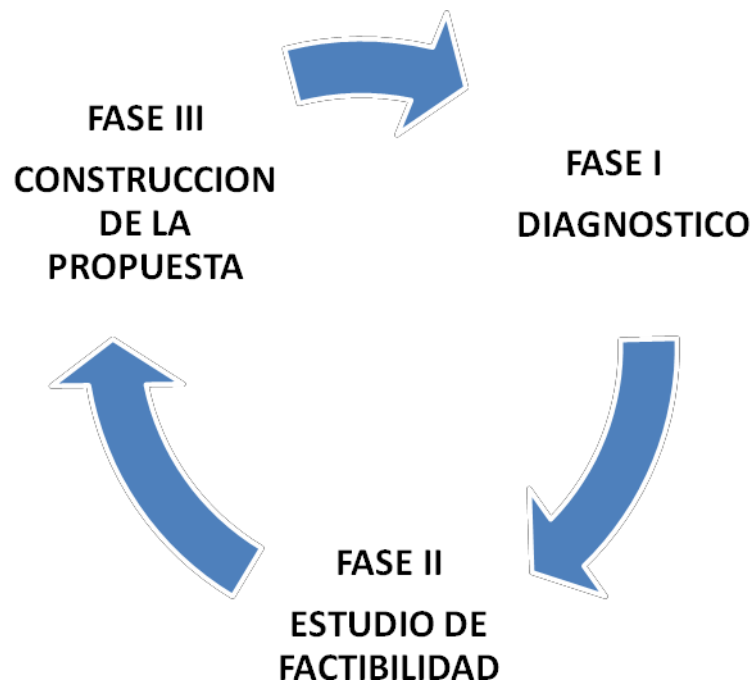 FASE I
DIAGNOSTICO
FASE II
ESTUDIO DE
FACTIBILIDAD
FASE III
CONSTRUCCION
DE LA
PROPUESTA